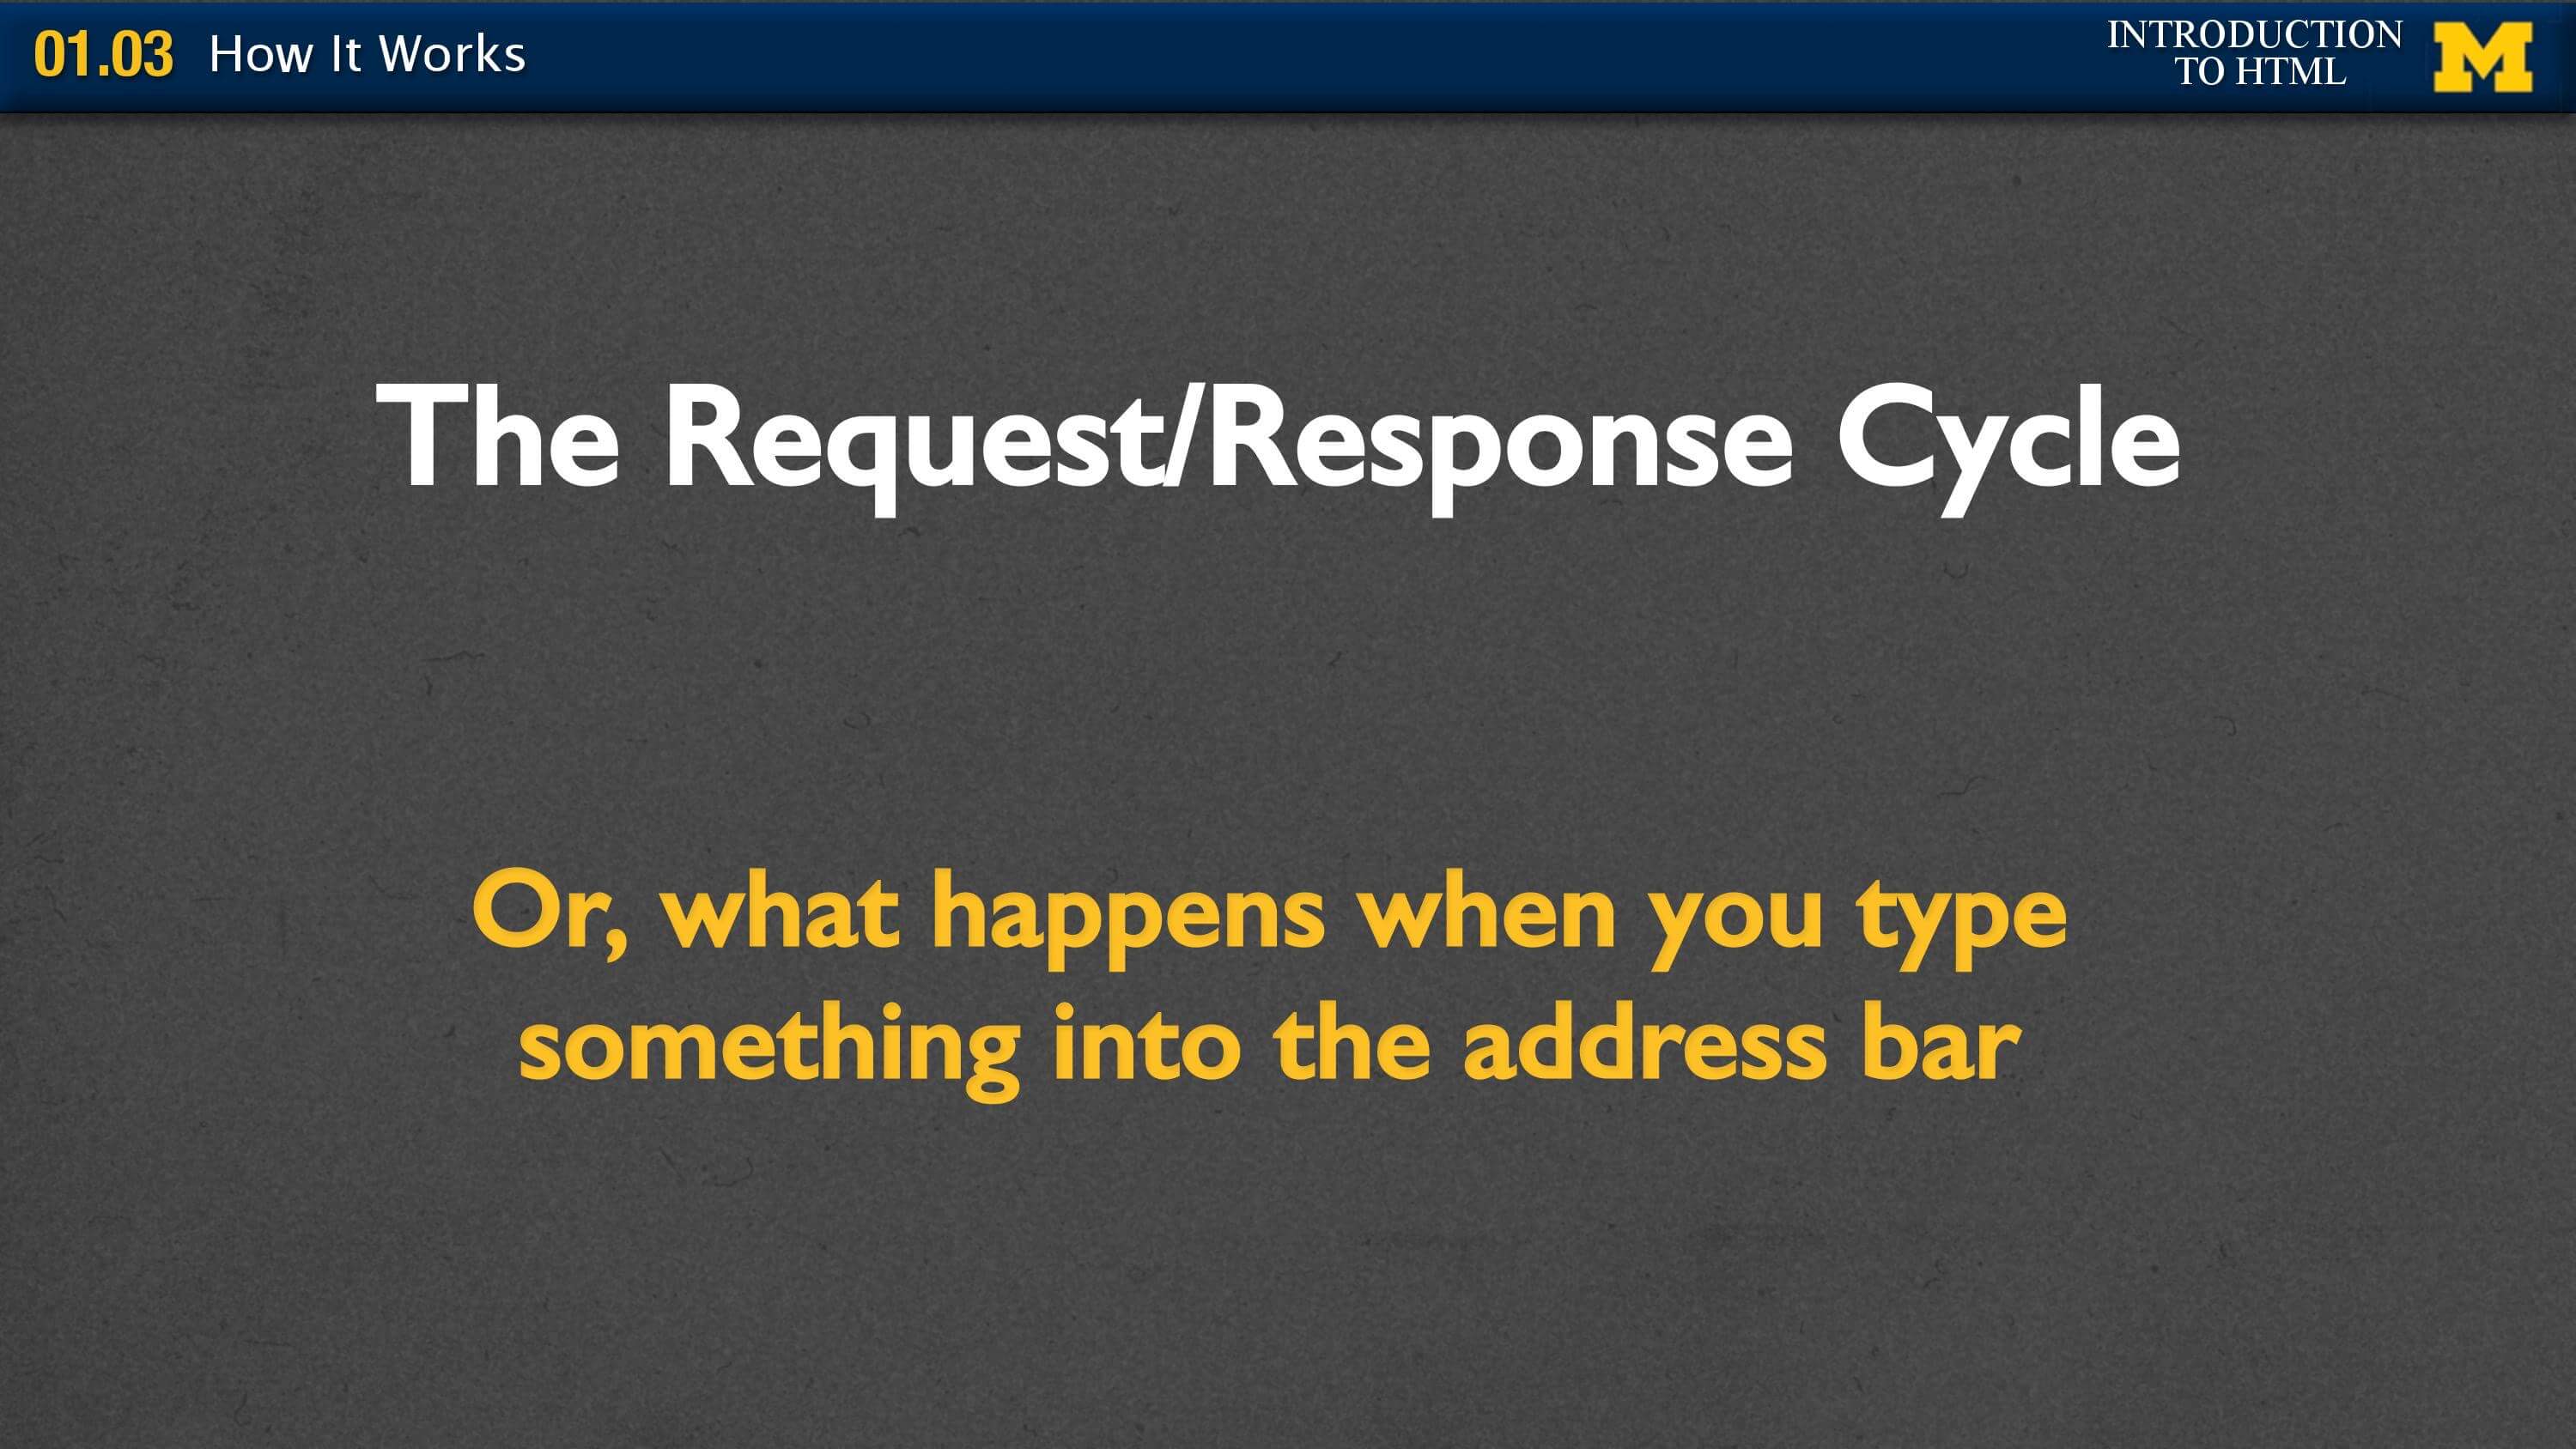 01.03 How It Works
INTRODUCTION
TO HTML
M
The Request/Response Cycle
Or, what happens when you type
something into the address bar